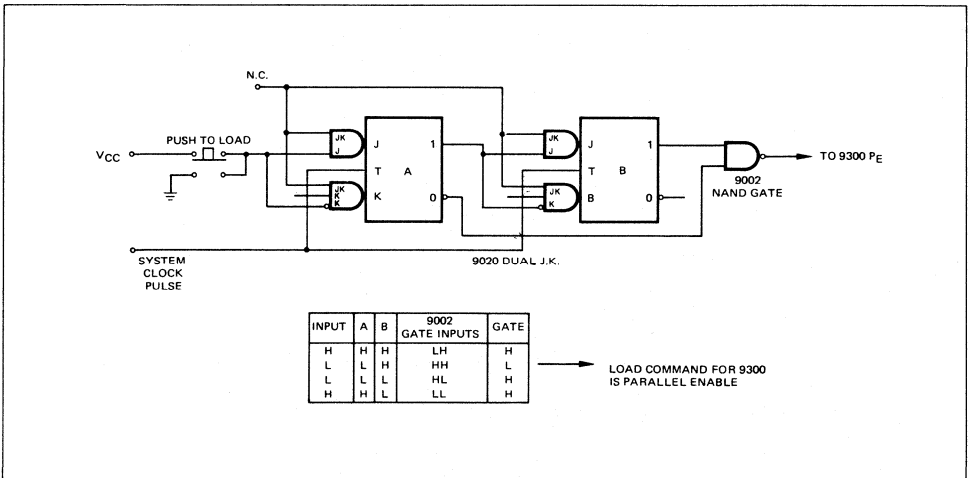 N.C.
PUSH TO LOAD
VCC
JK
J
J
1
JK
J
J
1
T
A
T
B
TO 9300 PE
JK
K
K
K
0
JK
K
B
0
9002
NAND GATE
SYSTEM
CLOCK
PULSE
9020 DUAL J.K.
INPUT A B 9002 GATE INPUTS GATE
H H H LH H
L L H HH L
L L L HL H
H H L LL H
LOAD COMMAND FOR 9300
IS PARALLEL ENABLE